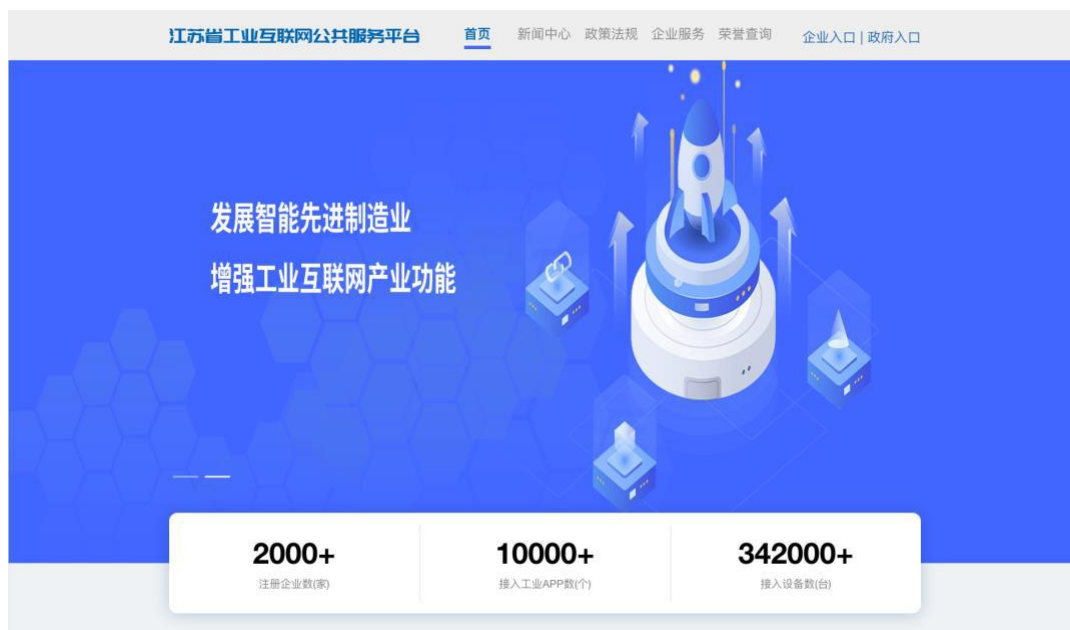 江苏省工业互联网公共服务平台 首页 新闻中心 政策法规 企业服务 荣誉查询 企业入口 | 政府入口
发展智能先进制造业
增强工业互联网产业功能
2000+ 10000+ 342000+
注册企业数(家) 接入工业APP数(个) 接入设备数(台)